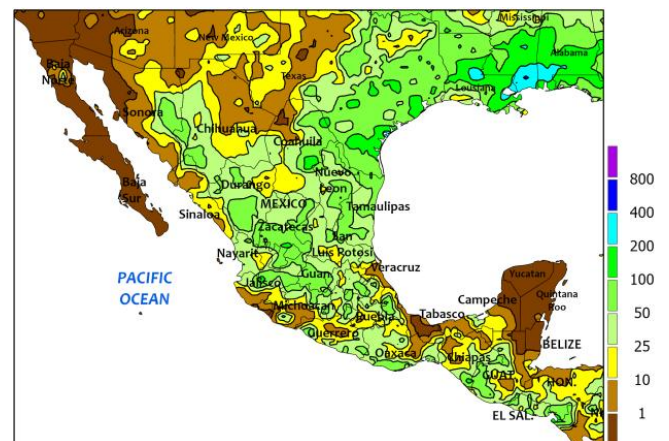 Mississippi
Arizona
New Mexico
Alabama
Baja
Norte
Texas
Lousiana
Sonora
Chihuahua
Coahuila
Nuevo
Leon
Durango
Baja
Sur
MEXICO
Sinaloa
Tamaulipas
Zacatecas
San
Luis Potosi
Nayarit
Veracruz
Yucatan
Guan
Jalisco
PACIFIC
OCEAN
Campeche
Quintana
Roo
Michoacan
Puebla
Tabasco
Guerrero
BELIZE
Oaxaca
Chiapas
GUAT.
HON.
EL SAL.
800
400
200
100
50
25
10
1